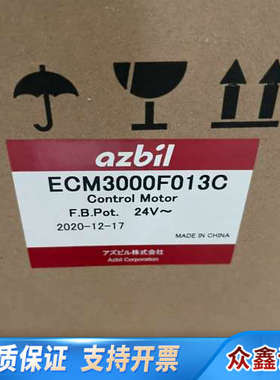 azbil
ECM3000F013C
Control Motor
F.B.Pot. 24V~
2020-12-17
MADE IN CHINA
アズビル株式会社
Azbil Corporation
质保证 支持开票 众鑫